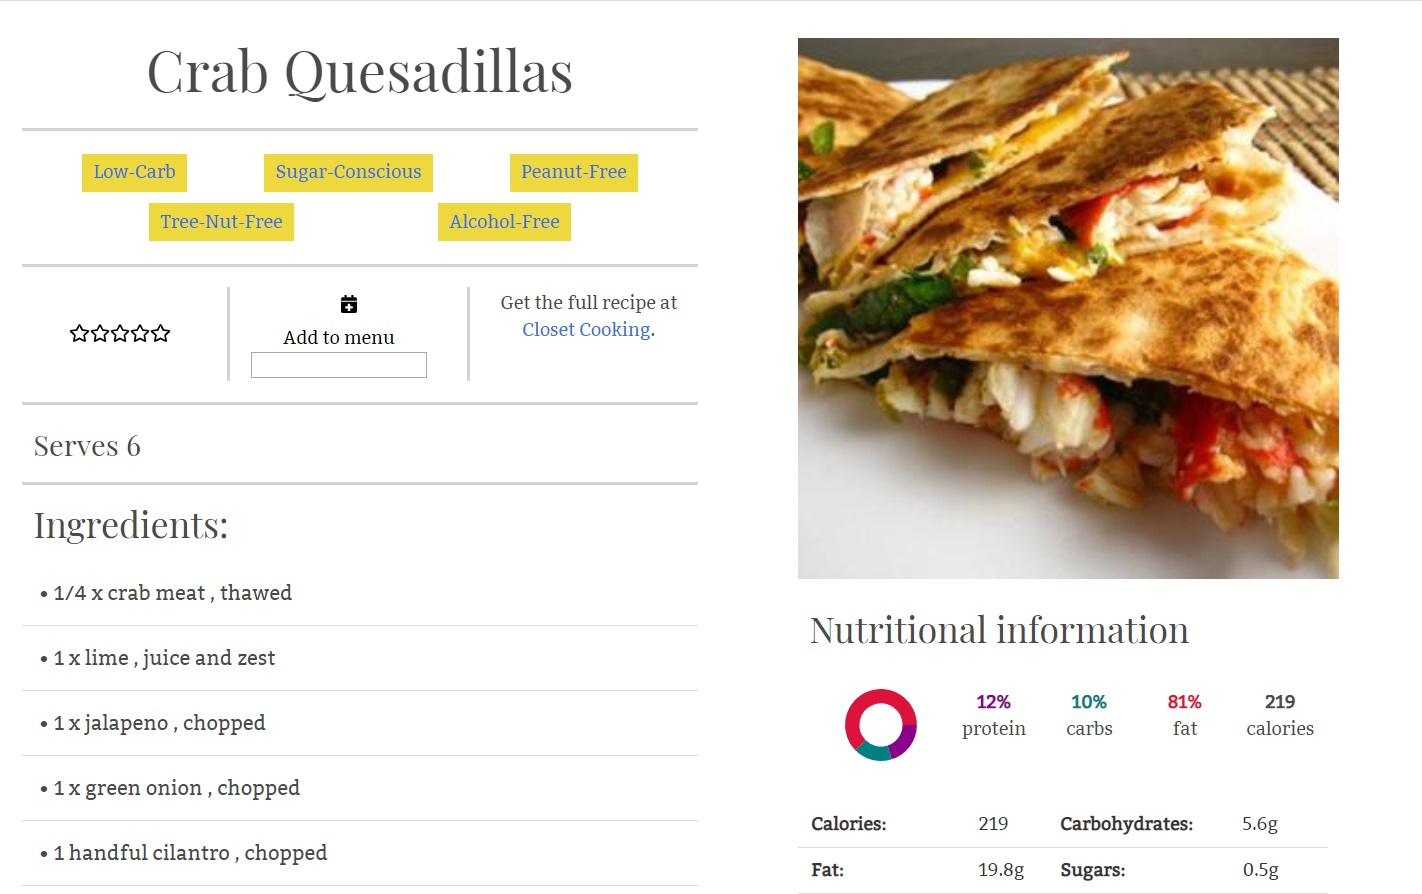 Crab Quesadillas
Low-Carb
Sugar-Conscious
Peanut-Free
Tree-Nut-Free
Alcohol-Free
Add to menu
Get the full recipe at
Closet Cooking.
Serves 6
Ingredients:
• 1/4 x crab meat , thawed
• 1 x lime , juice and zest
• 1 x jalapeno , chopped
• 1 x green onion , chopped
• 1 handful cilantro , chopped
Nutritional information
12% protein
10% carbs
81% fat
219 calories
Calories: 219 Carbohydrates: 5.6g
Fat: 19.8g Sugars: 0.5g